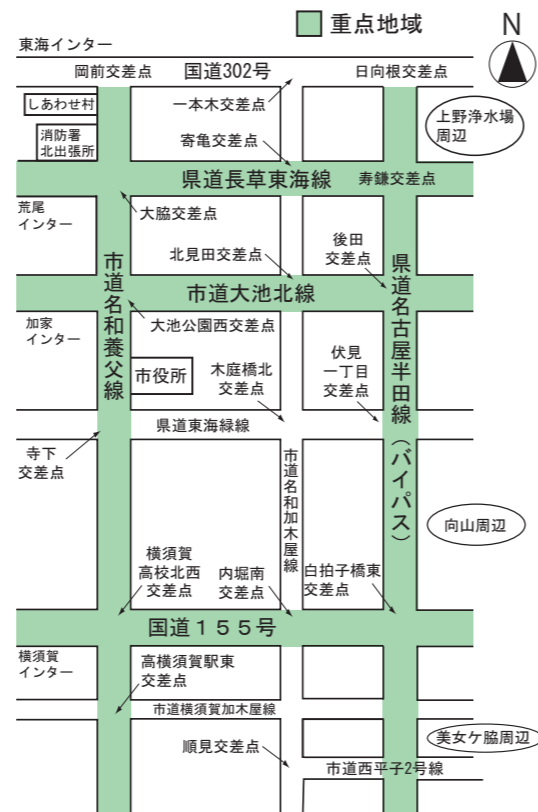 重点地域
N
東海インター
岡前交差点
国道302号
日向根交差点
しあわせ村
一本木交差点
上野浄水場
周辺
消防署
北出張所
寄亀交差点
県道長草東海線
寿鎌交差点
荒尾
インター
大脇交差点
北見田交差点
後田
交差点
市道名和養父線
県道名古屋半田線（バイパス）
市道大池北線
加家
インター
大池公園西交差点
市役所
木庭橋北
交差点
伏見
一丁目
交差点
県道東海緑線
寺下
交差点
市道名和加木屋線
向山周辺
横須賀
高校北西
交差点
内堀南
交差点
白拍子橋東
交差点
国道１５５号
横須賀
インター
高横須賀駅東
交差点
市道横須賀加木屋線
順見交差点
美女ケ脇周辺
市道西平子2号線